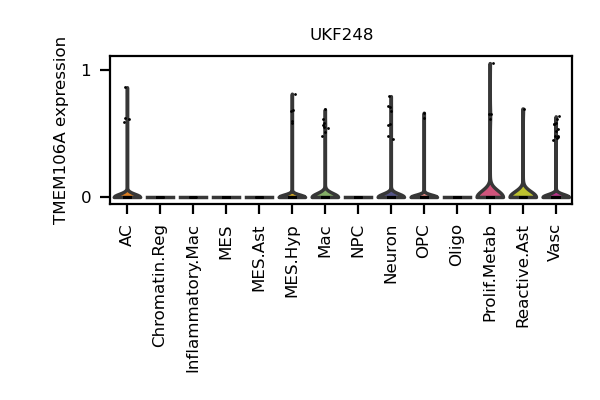 UKF248
TMEM106A expression
1
0
AC
Chromatin.Reg
Inflammatory.Mac
MES
MES.Ast
MES.Hyp
Mac
NPC
Neuron
OPC
Oligo
Prolif.Metab
Reactive.Ast
Vasc